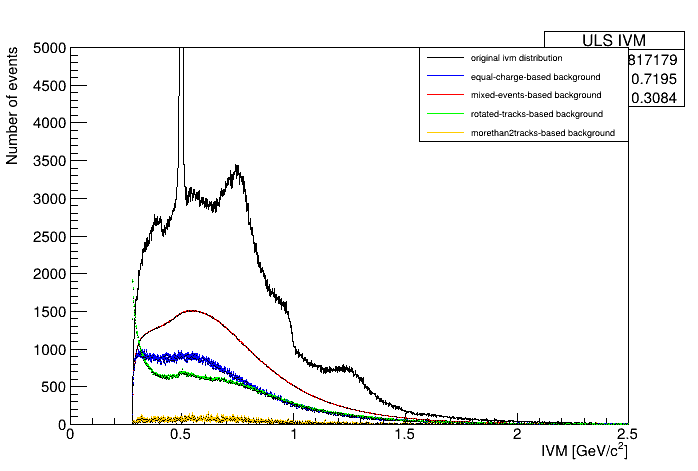 ULS IVM
817179
0.7195
0.3084
original ivm distribution
equal-charge-based background
mixed-events-based background
rotated-tracks-based background
morethan2tracks-based background
Number of events
5000
4500
4000
3500
3000
2500
2000
1500
1000
500
0
0 0.5 1 1.5 2 2.5
IVM [GeV/c²]